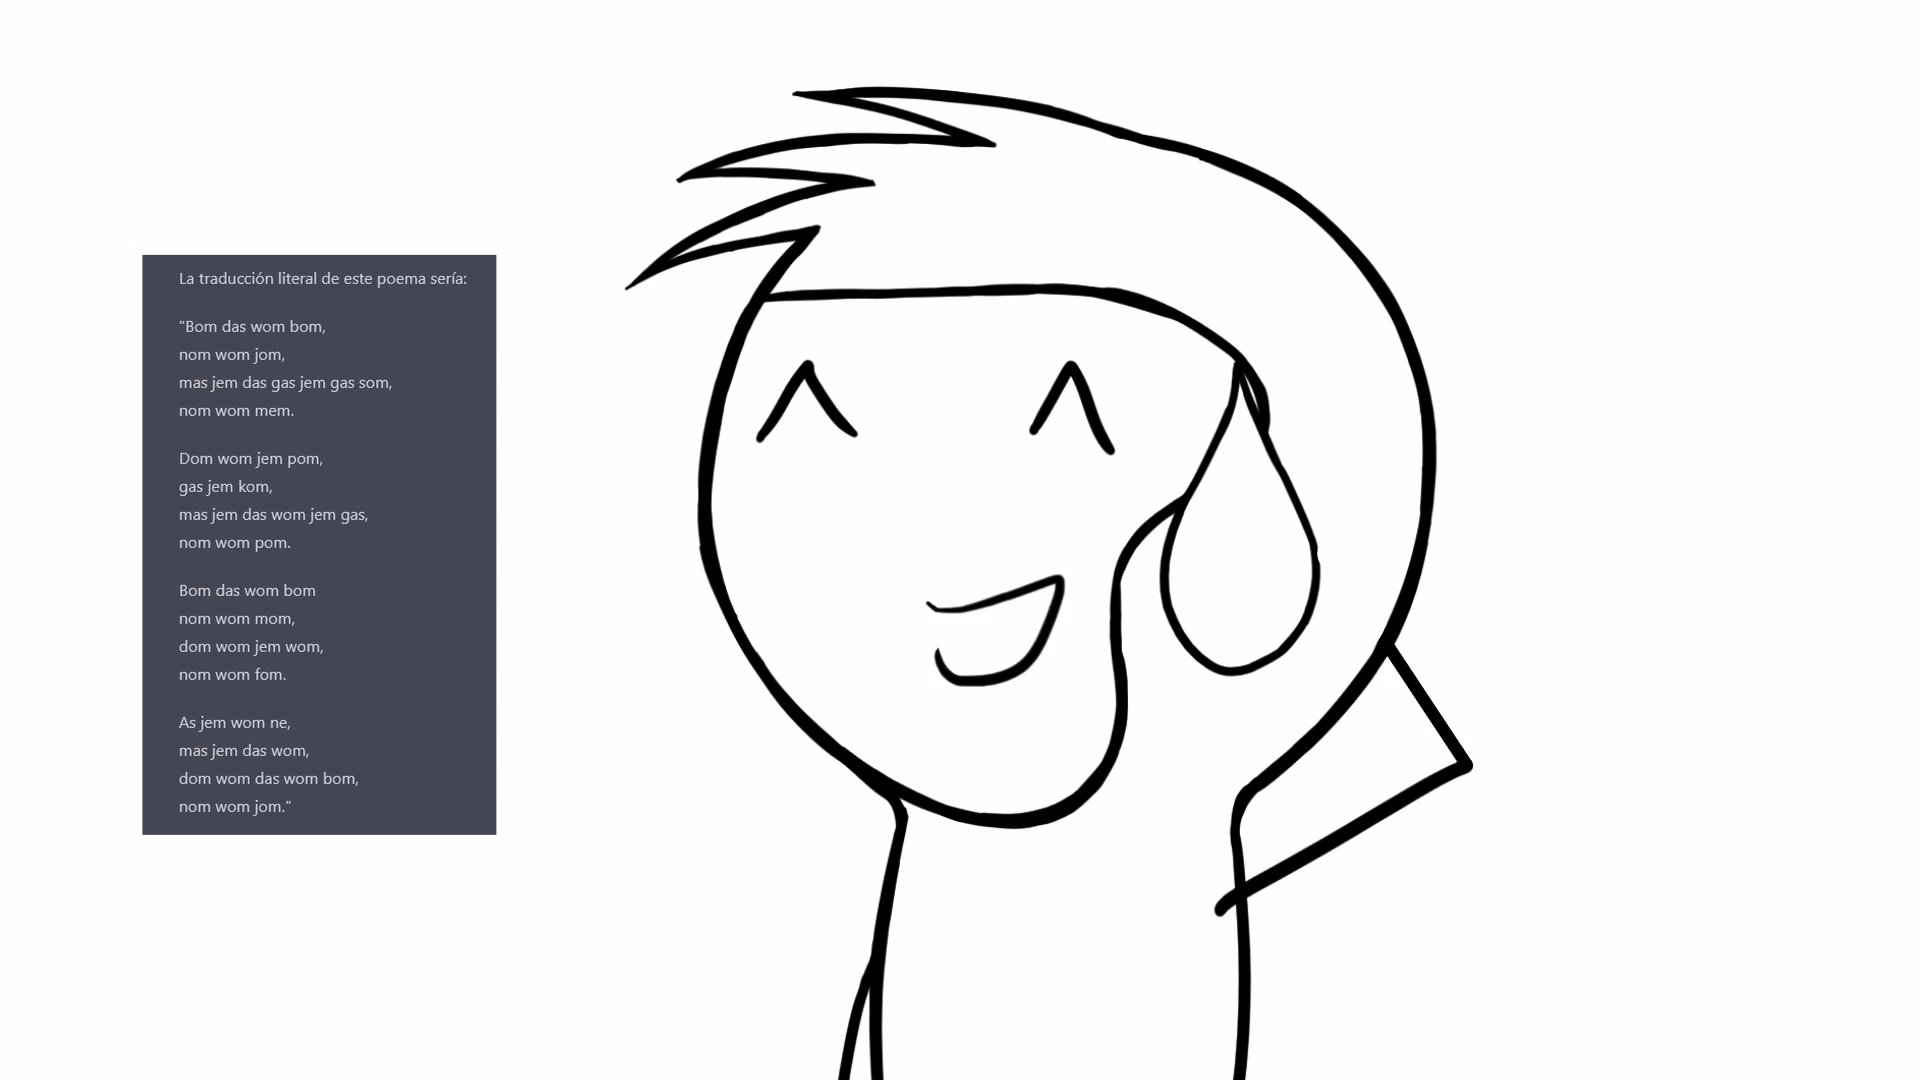 La traducción literal de este poema sería:
"Bom das wom bom,
nom wom jom,
mas jem das gas jem gas som,
nom wom mem.
Dom wom jem pom,
gas jem kom,
mas jem das wom jem gas,
nom wom pom.
Bom das wom bom
nom wom mom,
dom wom jem wom,
nom wom fom.
As jem wom ne,
mas jem das wom,
dom wom das wom bom,
nom wom jom."